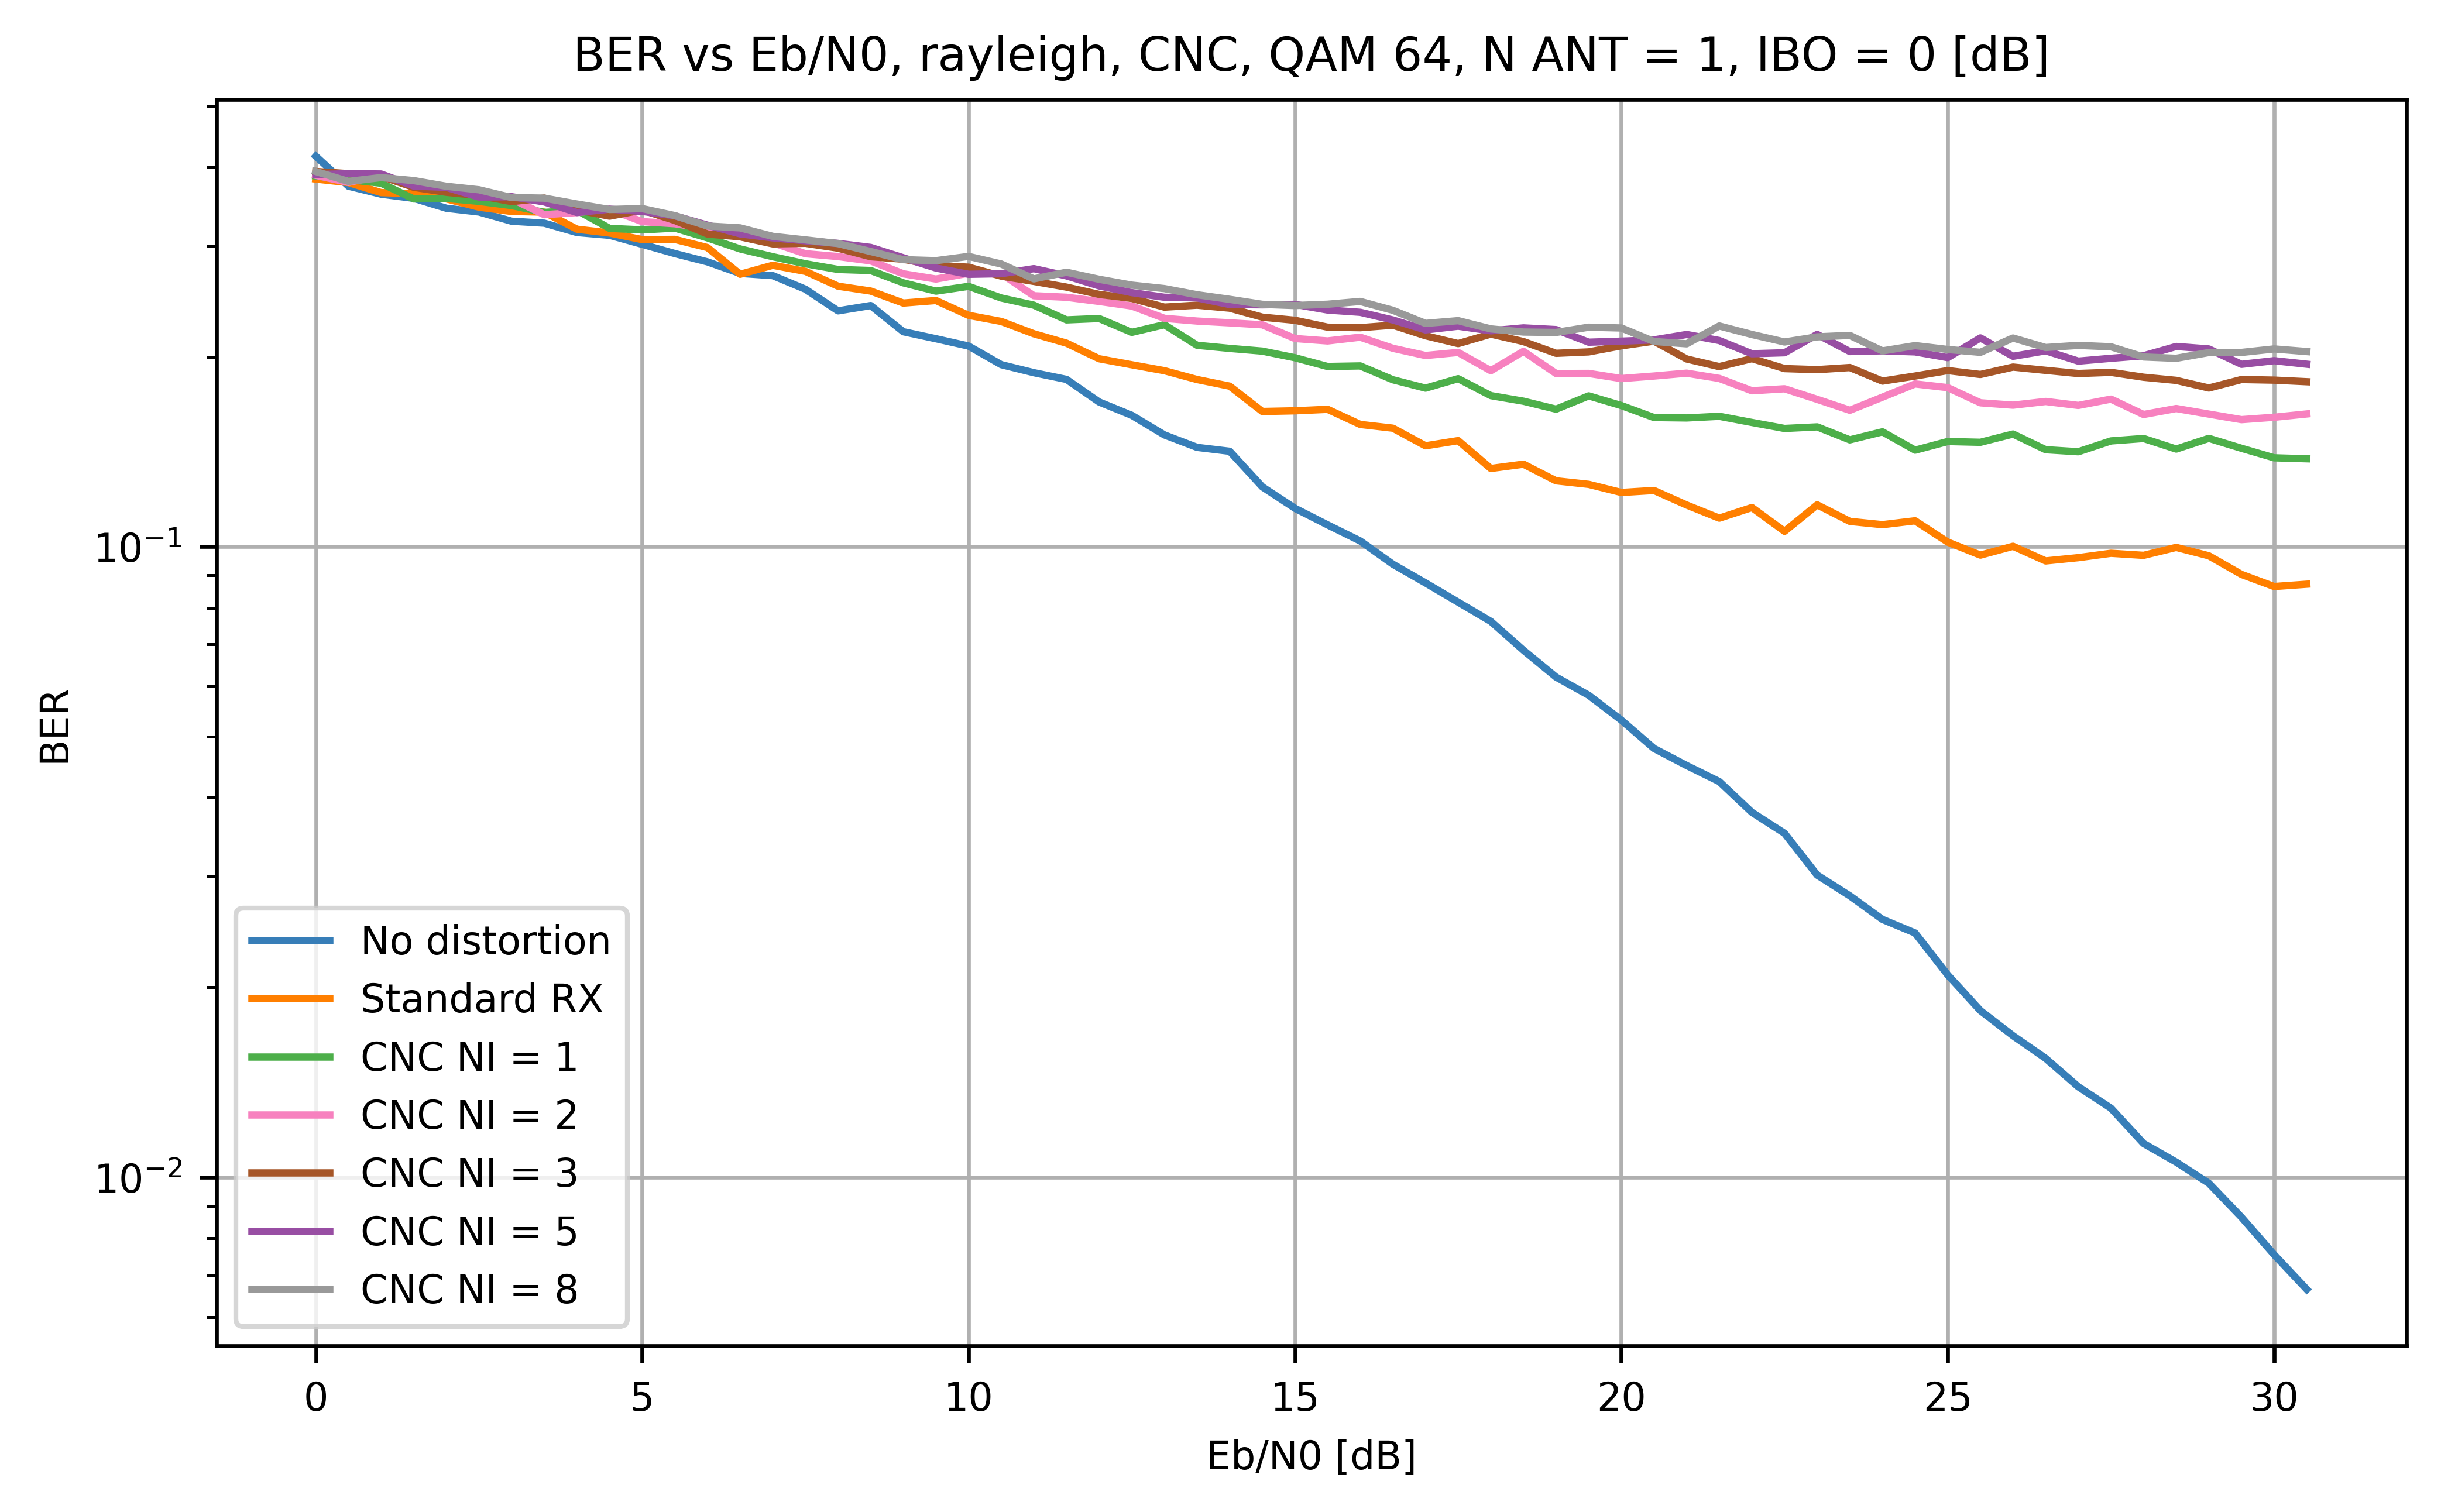 BER vs Eb/N0, rayleigh, CNC, QAM 64, N ANT = 1, IBO = 0 [dB]
BER
10⁻¹
10⁻²
No distortion
Standard RX
CNC NI = 1
CNC NI = 2
CNC NI = 3
CNC NI = 5
CNC NI = 8
0 5 10 15 20 25 30
Eb/N0 [dB]